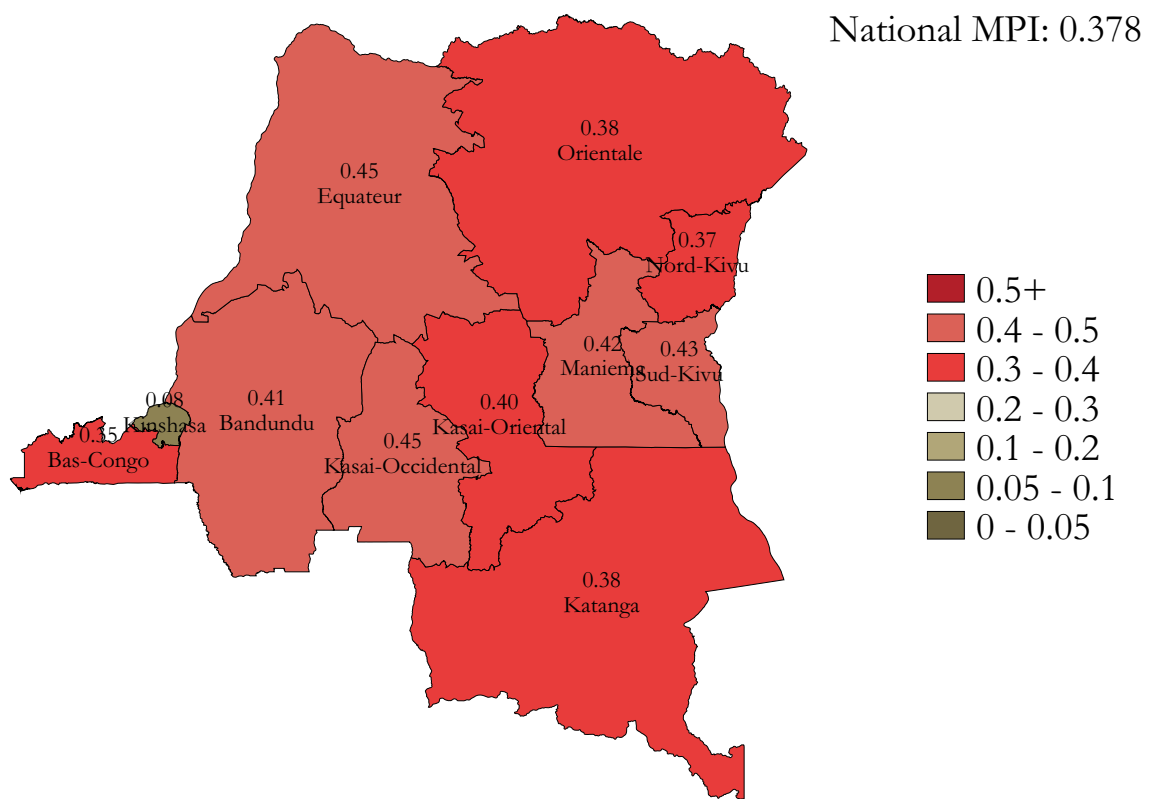 National MPI: 0.378
0.38
Orientale
0.45
Equateur
0.37
Nord-Kivu
0.42
Maniema
0.43
Sud-Kivu
0.08
Kinshasa
0.41
Bandundu
0.40
Kasai-Oriental
0.35
Bas-Congo
0.45
Kasai-Occidental
0.38
Katanga
0.5+
0.4 - 0.5
0.3 - 0.4
0.2 - 0.3
0.1 - 0.2
0.05 - 0.1
0 - 0.05